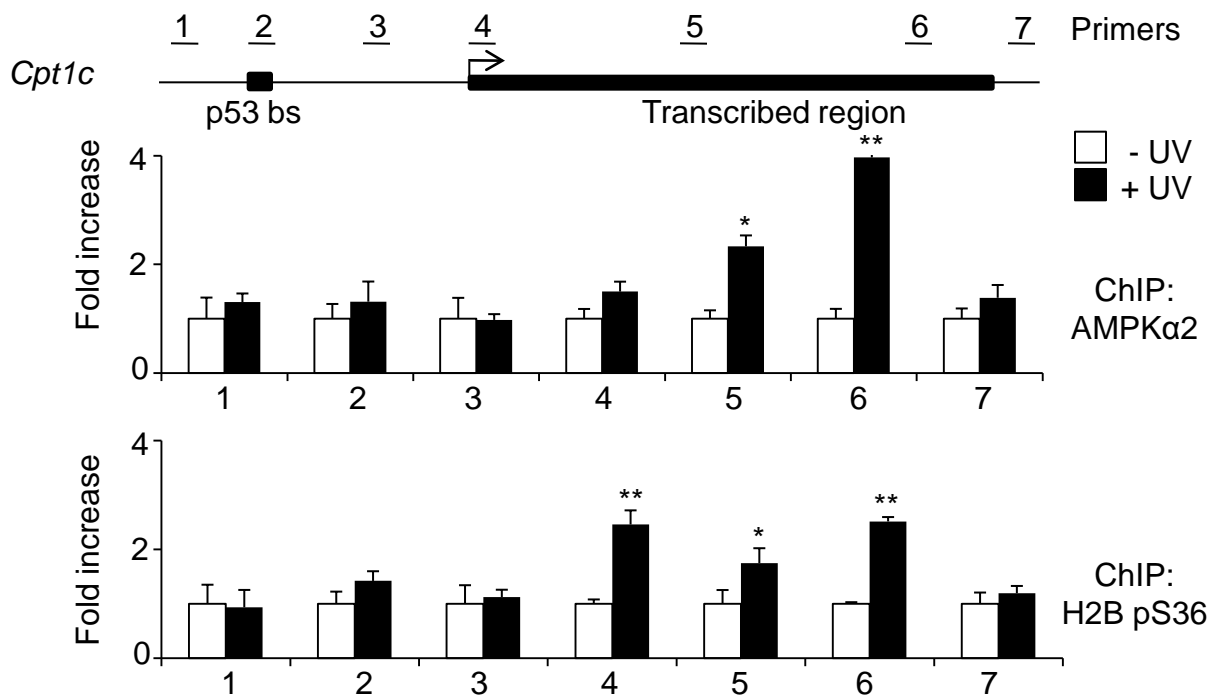 1 2 3 4 5 6 7 Primers
Cpt1c
p53 bs Transcribed region
- UV
+ UV
Fold increase
4
2
0
* **
1 2 3 4 5 6 7
ChIP:
AMPKα2
Fold increase
4
2
0
** * **
1 2 3 4 5 6 7
ChIP:
H2B pS36